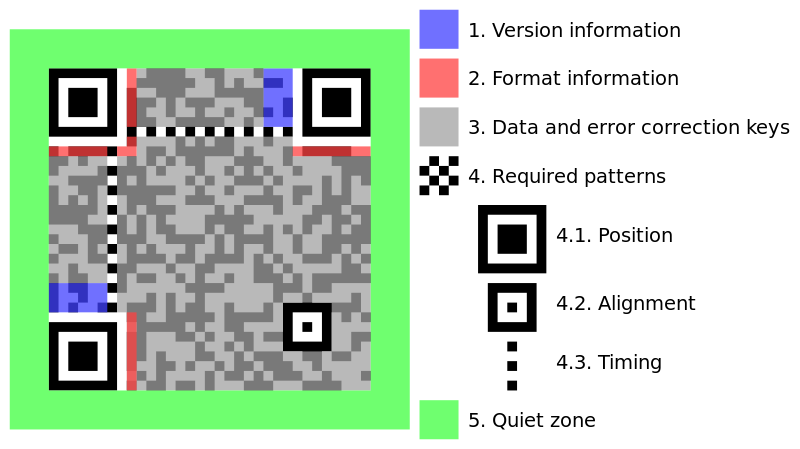 1. Version information
2. Format information
3. Data and error correction keys
4. Required patterns
4.1. Position
4.2. Alignment
4.3. Timing
5. Quiet zone